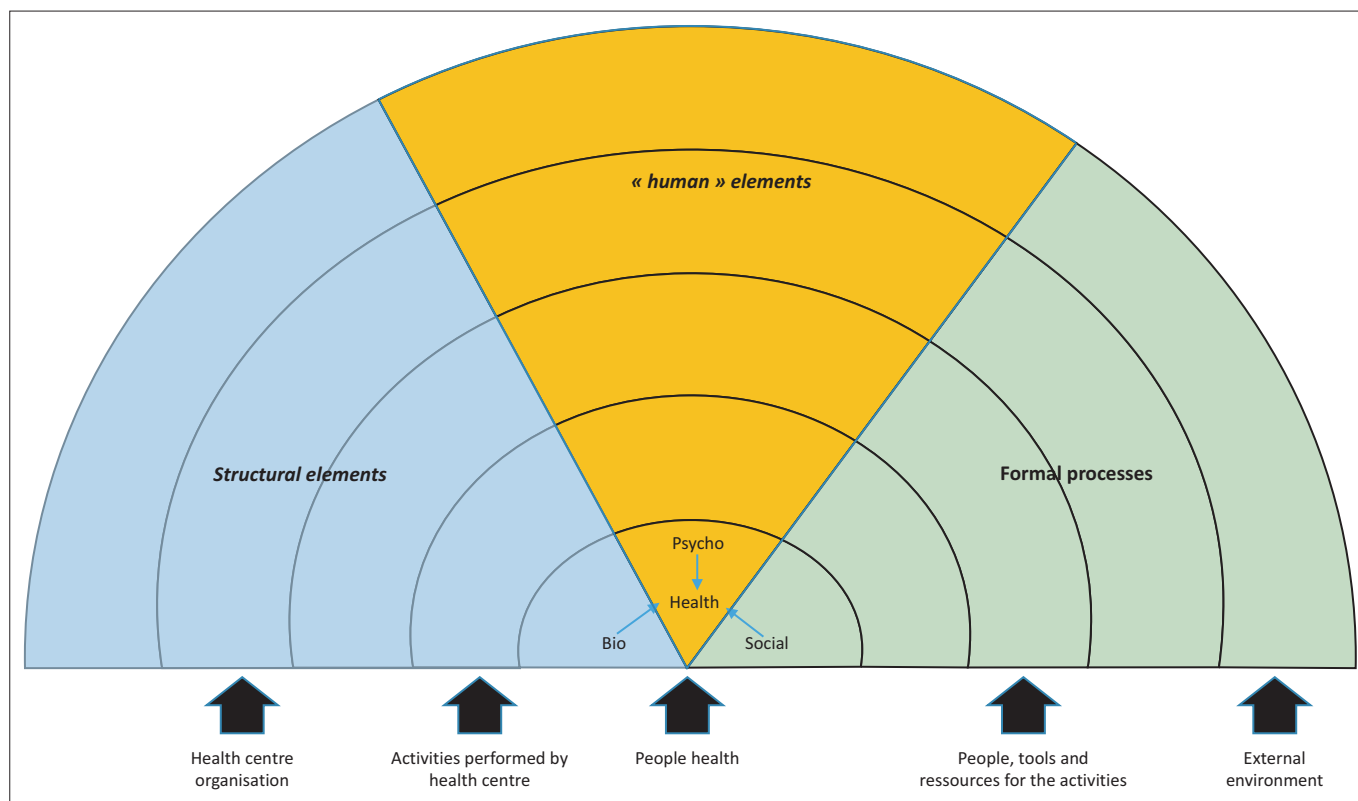 « human » elements
Structural elements
Formal processes
Psycho
Health
Bio
Social
Health centre
organisation
Activities performed by
health centre
People health
People, tools and
ressources for the activities
External
environment